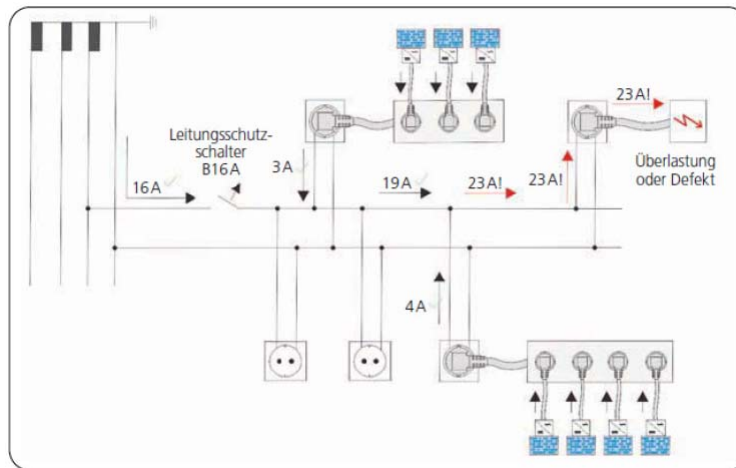 23A!
Leitungsschutz-
schalter
B16A
3A
Überlastung
oder Defekt
16A
19A
23A!
23A!
4A